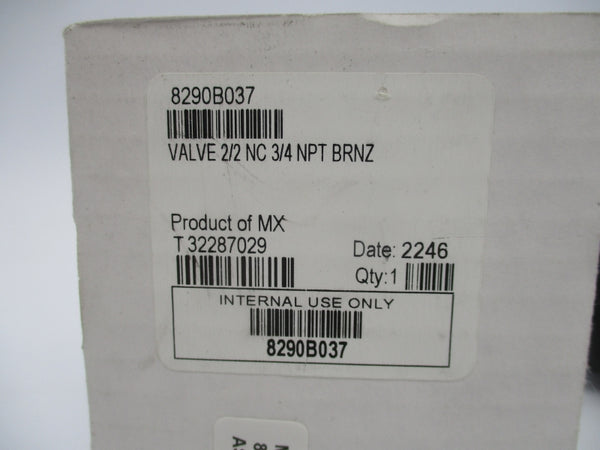 8290B037
VALVE 2/2 NC 3/4 NPT BRNZ
Product of MX
T 32287029
Date: 2246
Qty:1
INTERNAL USE ONLY
8290B037